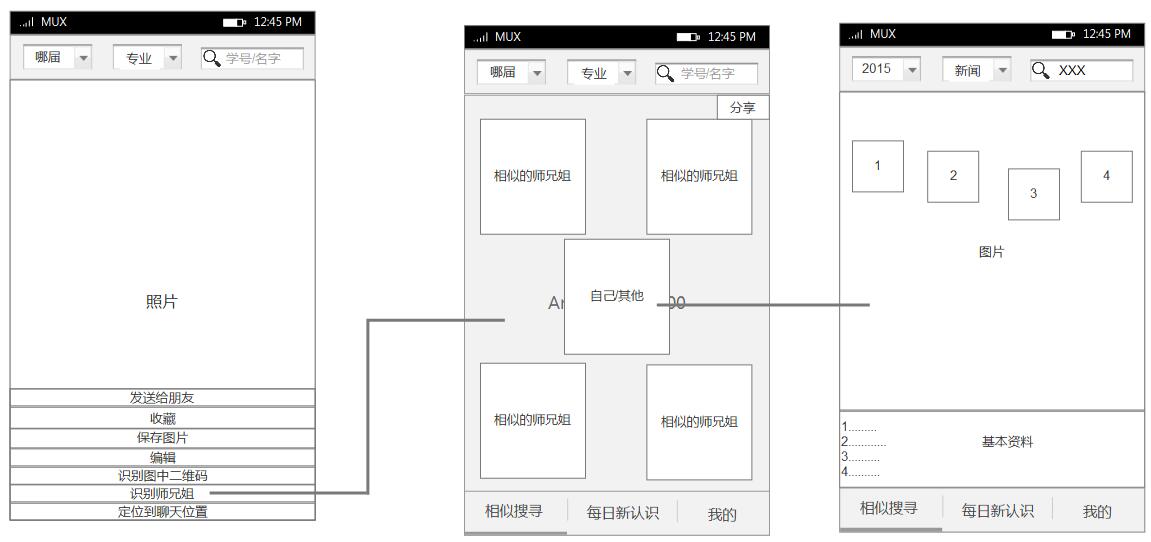 MUX 12:45 PM
哪届 专业 学号/名字
照片
发送给朋友
收藏
保存图片
编辑
识别图中二维码
识别师兄姐
定位到聊天位置
MUX 12:45 PM
哪届 专业 学号/名字
分享
相似的师兄姐 相似的师兄姐
自己/其他
相似的师兄姐 相似的师兄姐
相似搜寻 每日新认识 我的
MUX 12:45 PM
2015 新闻 XXX
1 2 3 4
图片
1.........
2............
3..........
4..........
基本资料
相似搜寻 每日新认识 我的